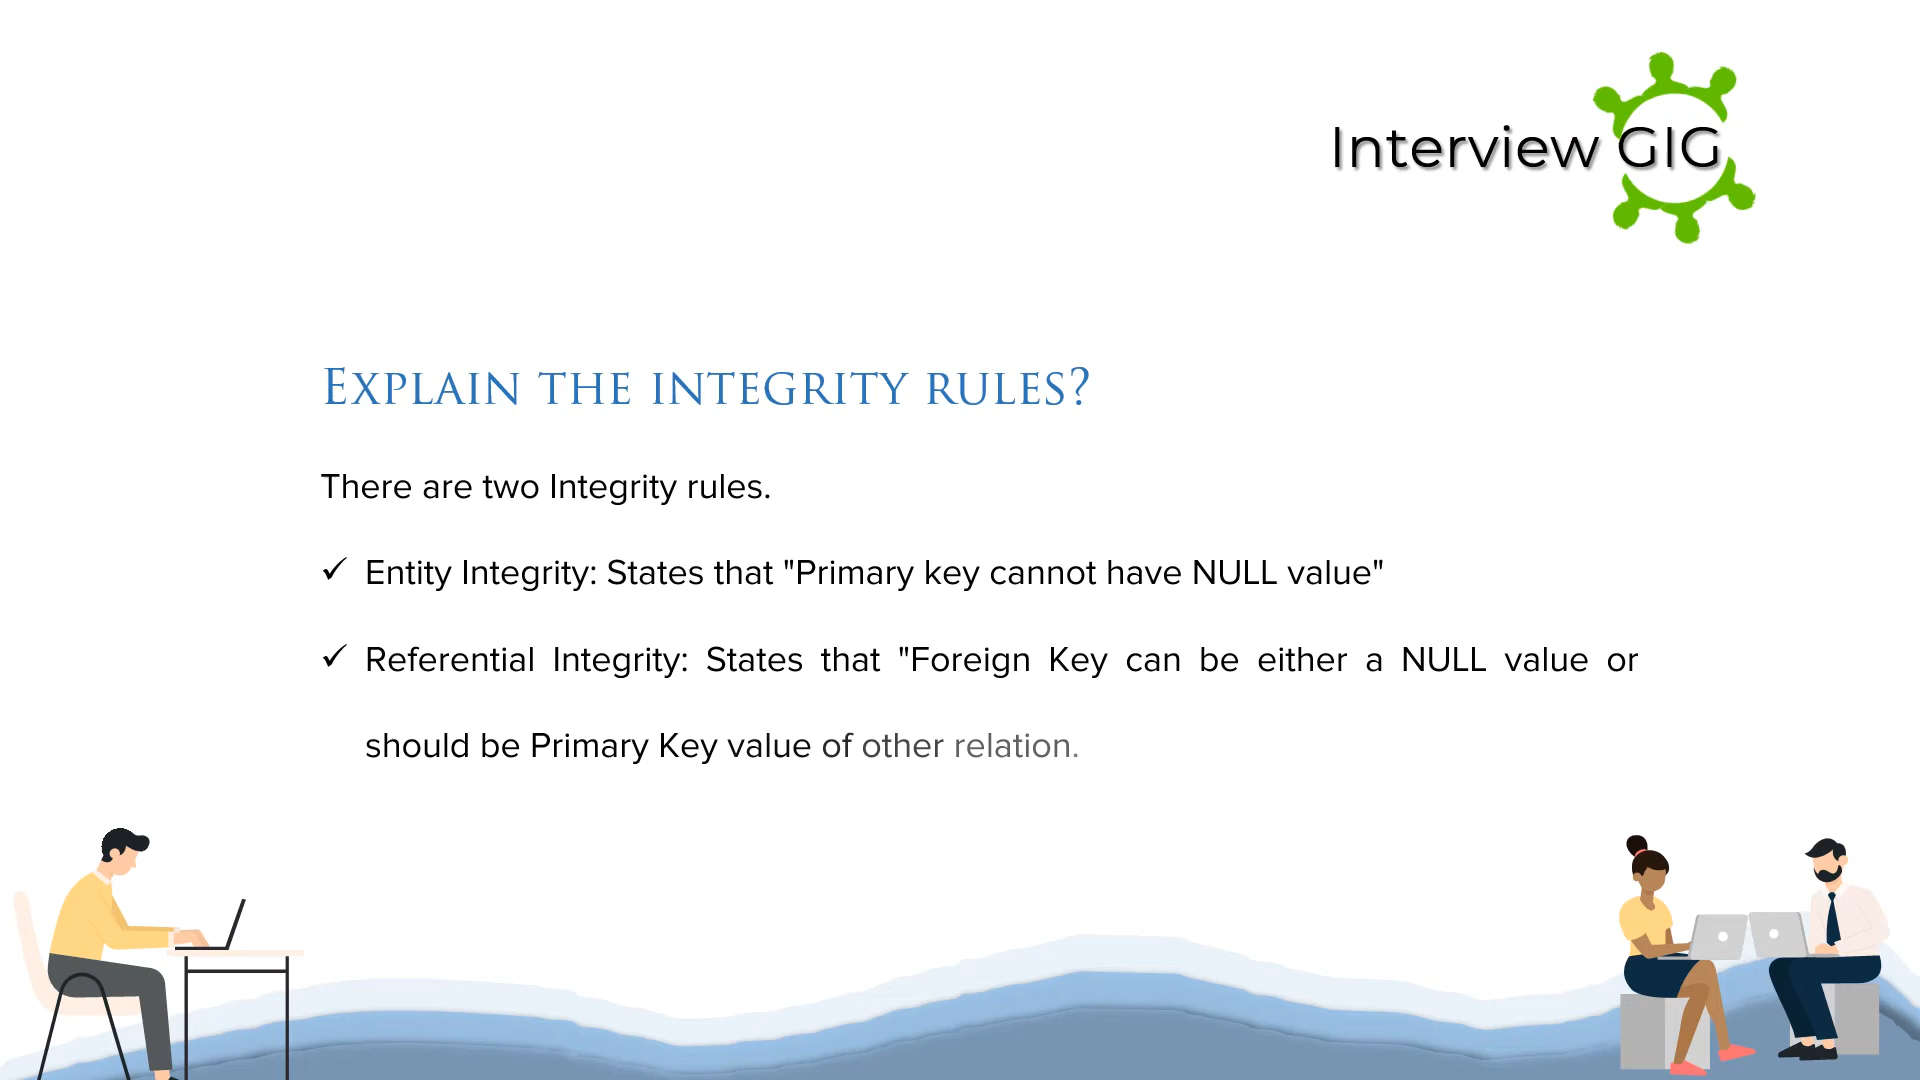 Interview GIG
EXPLAIN THE INTEGRITY RULES?
There are two Integrity rules.
✓ Entity Integrity: States that "Primary key cannot have NULL value"
✓ Referential Integrity: States that "Foreign Key can be either a NULL value or
should be Primary Key value of other relation.